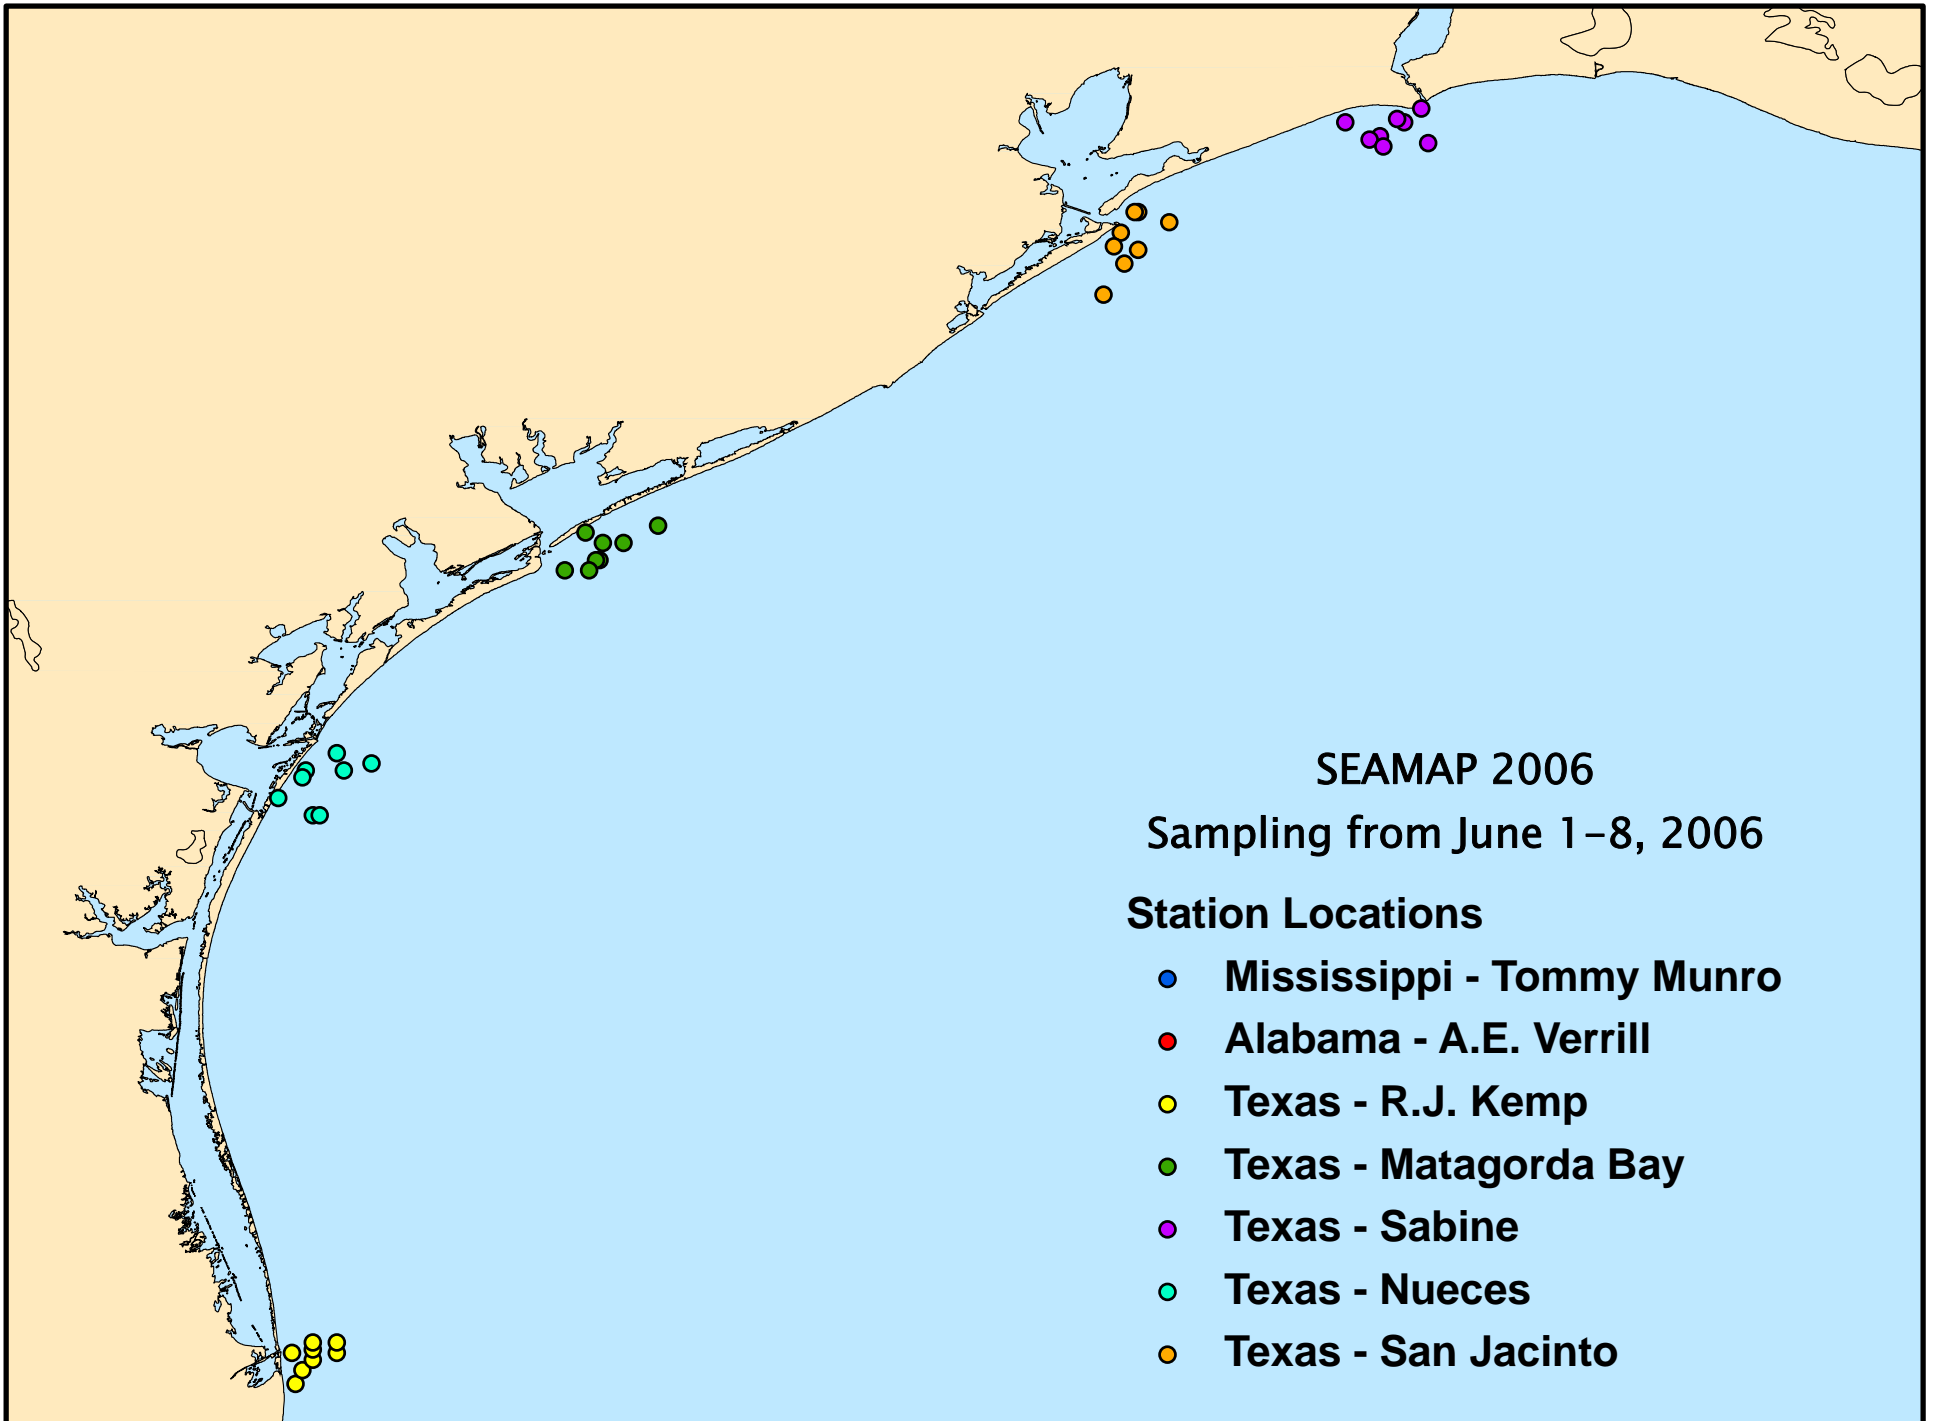 SEAMAP 2006
Sampling from June 1-8, 2006
Station Locations
Mississippi - Tommy Munro
Alabama - A.E. Verrill
Texas - R.J. Kemp
Texas - Matagorda Bay
Texas - Sabine
Texas - Nueces
Texas - San Jacinto